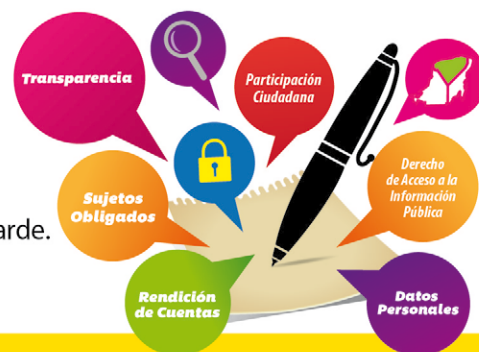 Transparencia
Participación
Ciudadana
Derecho
de Acceso a la
Información
Pública
Sujetos
Obligados
arde.
Rendición
de Cuentas
Datos
Personales